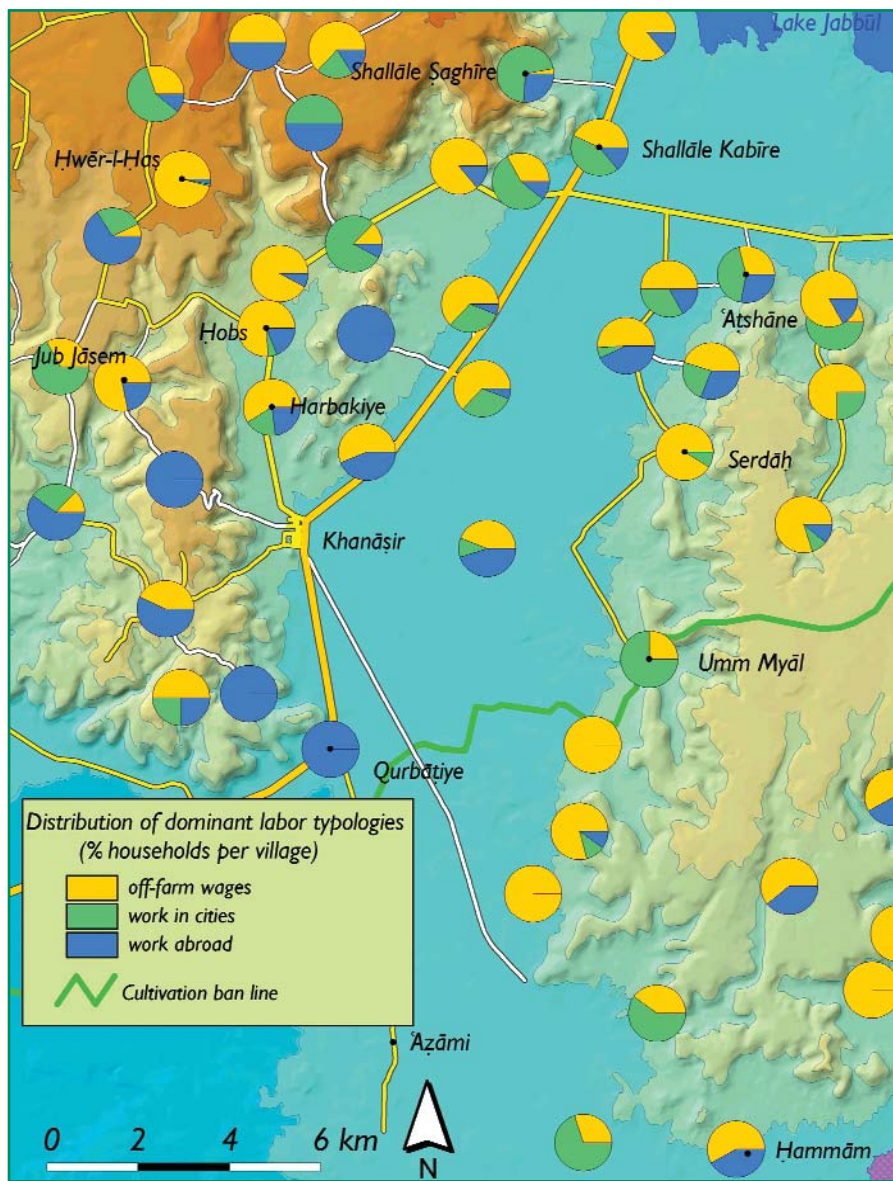 Lake Jabbūl
Shallāle Ṣaghīre
Shallāle Kabīre
Ḥwēr-l-Ḥaṣ
ʿAṭshāne
Ḥobs
Jub Jāsem
Harbakiye
Serdāḥ
Khanāṣir
Umm Myāl
Qurbāṭiye
Distribution of dominant labor typologies
(% households per village)
off-farm wages
work in cities
work abroad
Cultivation ban line
ʿAẓāmi
0 2 4 6 km
N
Ḥammām